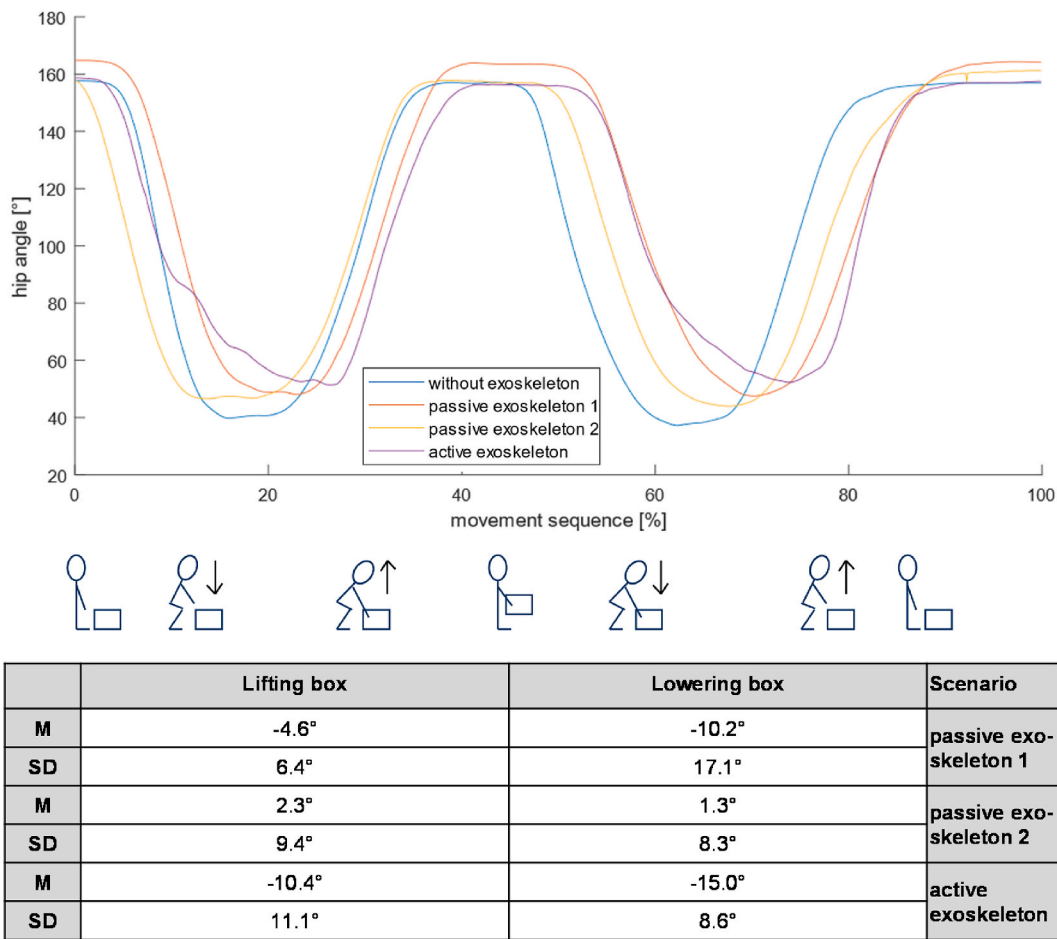 180
160
140
120
100
80
60
40
20
hip angle [°]
without exoskeleton
passive exoskeleton 1
passive exoskeleton 2
active exoskeleton
0 20 40 60 80 100
movement sequence [%]
Lifting box Lowering box Scenario
M -4.6° -10.2° passive exo-
SD 6.4° 17.1° skeleton 1
M 2.3° 1.3° passive exo-
SD 9.4° 8.3° skeleton 2
M -10.4° -15.0° active
SD 11.1° 8.6° exoskeleton